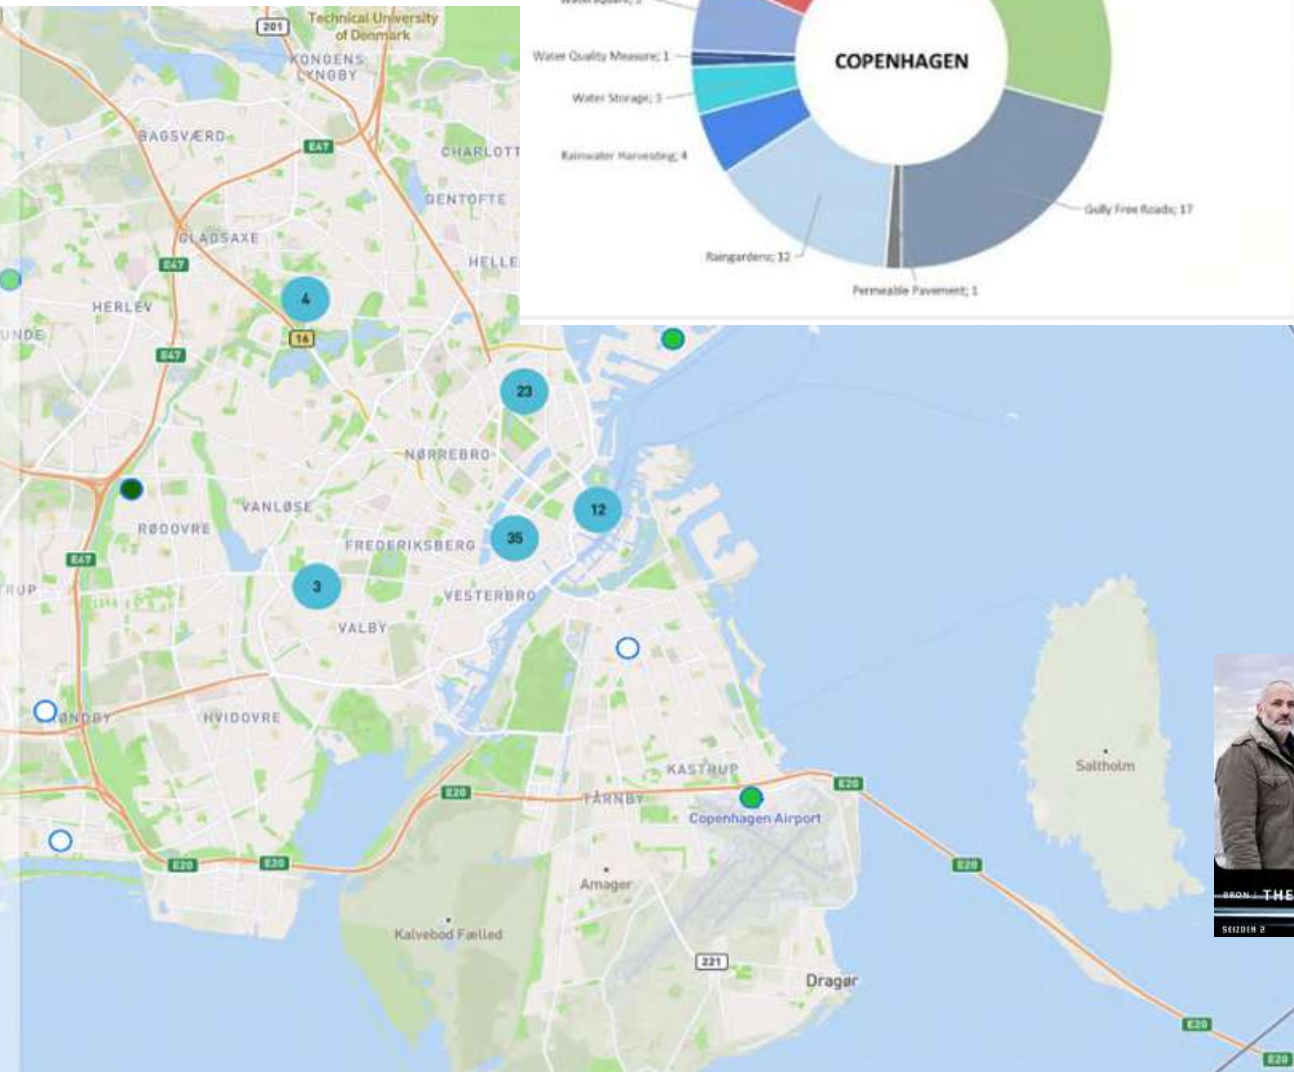 201
Technical University
of Denmark
KONGENS
LYNGBY
BAGSVÆRD
E47
CHARLOTT
GENTOFTE
GLADSAXE
E47
HELLE
HERLEV
4
UNDE
16
E47
23
NØRREBRO
VANLØSE
12
RØDOVRE
FREDERIKSBERG
35
E47
TRUP
3
VESTERBRO
VALBY
HVIDOVRE
KASTRUP
Saltholm
E20
E20
TÅRNBY
Copenhagen Airport
E20
E20
E20
Amager
Kalvebod Fælled
221
Dragør
E20
E20
COPENHAGEN
Water Quality Measure; 1
Water Storage; 3
Rainwater Harvesting; 4
Raingardens; 12
Permeable Pavement; 1
Gully Free Roads; 17
BRON | THE
SEIZOEN 2